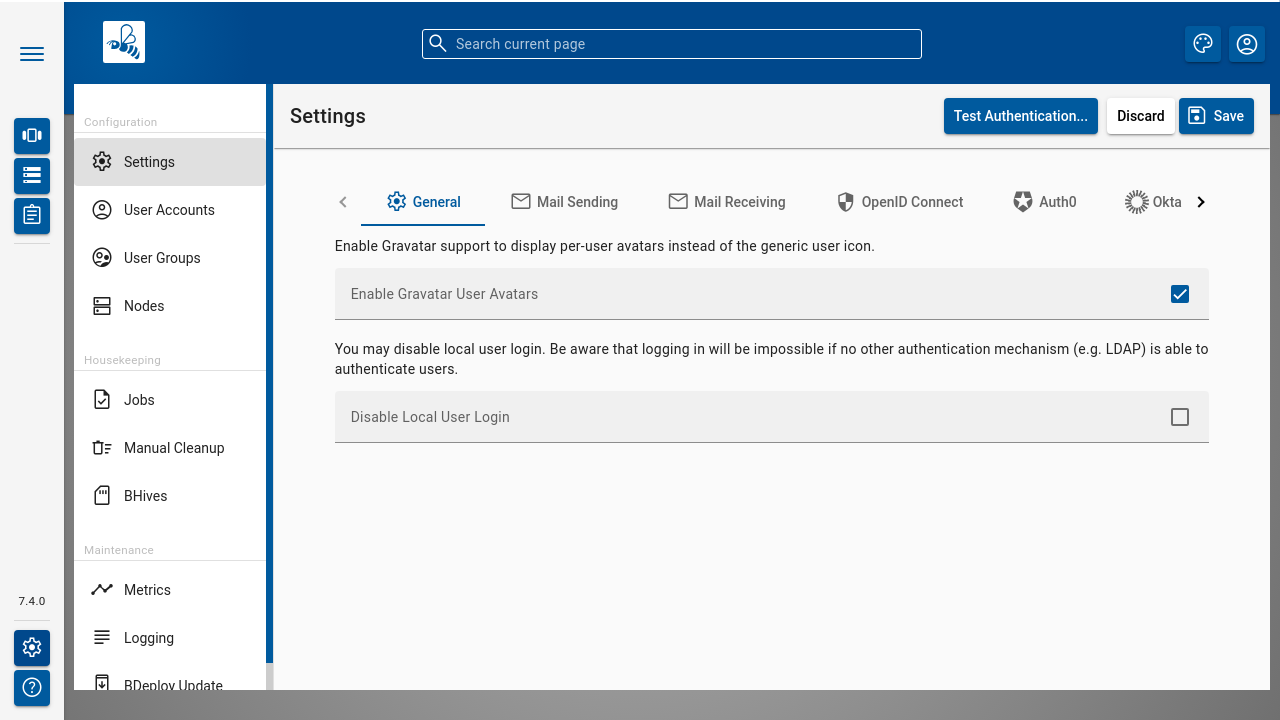 Search current page
Configuration
Settings
User Accounts
User Groups
Nodes
Housekeeping
Jobs
Manual Cleanup
BHives
Maintenance
Metrics
Logging
BDeploy Update
7.4.0
Settings
Test Authentication...
Discard
Save
General
Mail Sending
Mail Receiving
OpenID Connect
Auth0
Okta
Enable Gravatar support to display per-user avatars instead of the generic user icon.
Enable Gravatar User Avatars
You may disable local user login. Be aware that logging in will be impossible if no other authentication mechanism (e.g. LDAP) is able to
authenticate users.
Disable Local User Login